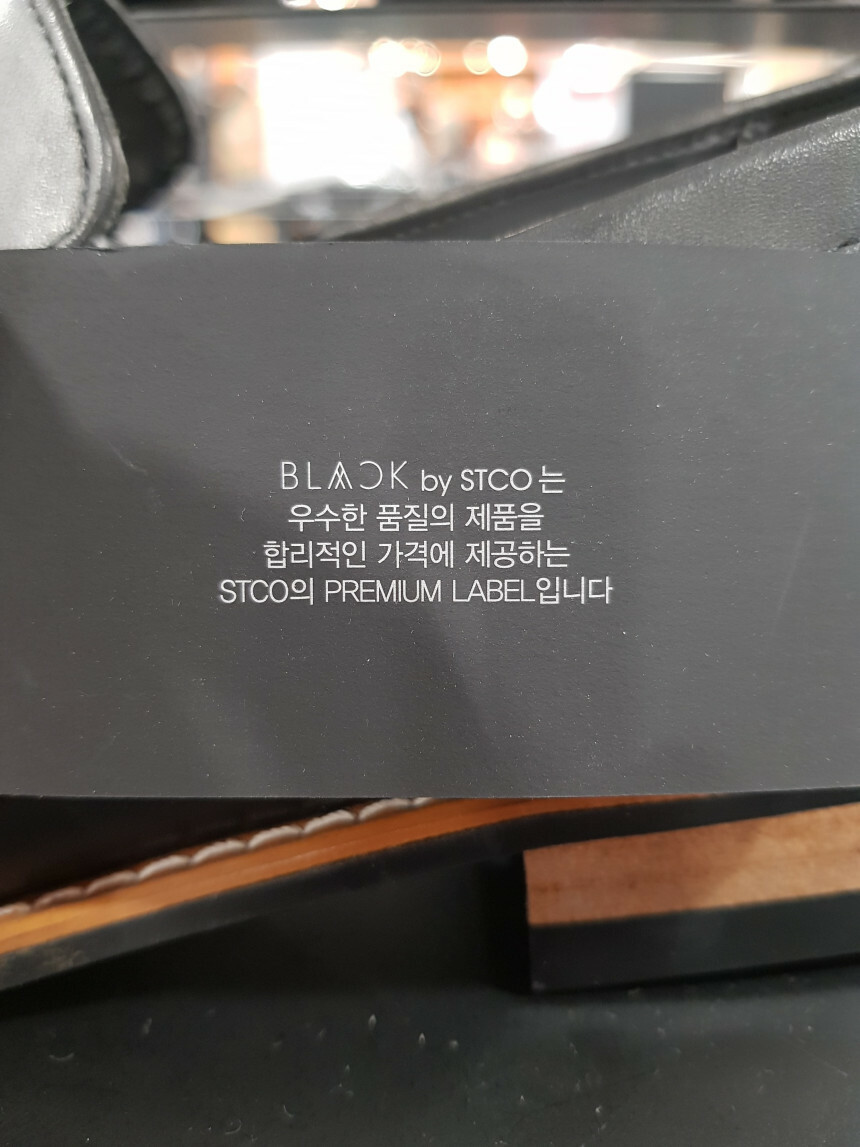 BLACK by STCO는
우수한 품질의 제품을
합리적인 가격에 제공하는
STCO의 PREMIUM LABEL입니다